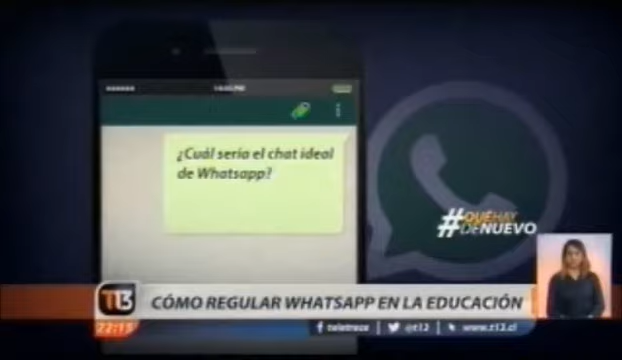 ¿Cuál sería el chat ideal
de Whatsapp?
#QUÉHAY
DENUEVO
T13
CÓMO REGULAR WHATSAPP EN LA EDUCACIÓN
22:15
teletrece
@t13
www.t13.cl